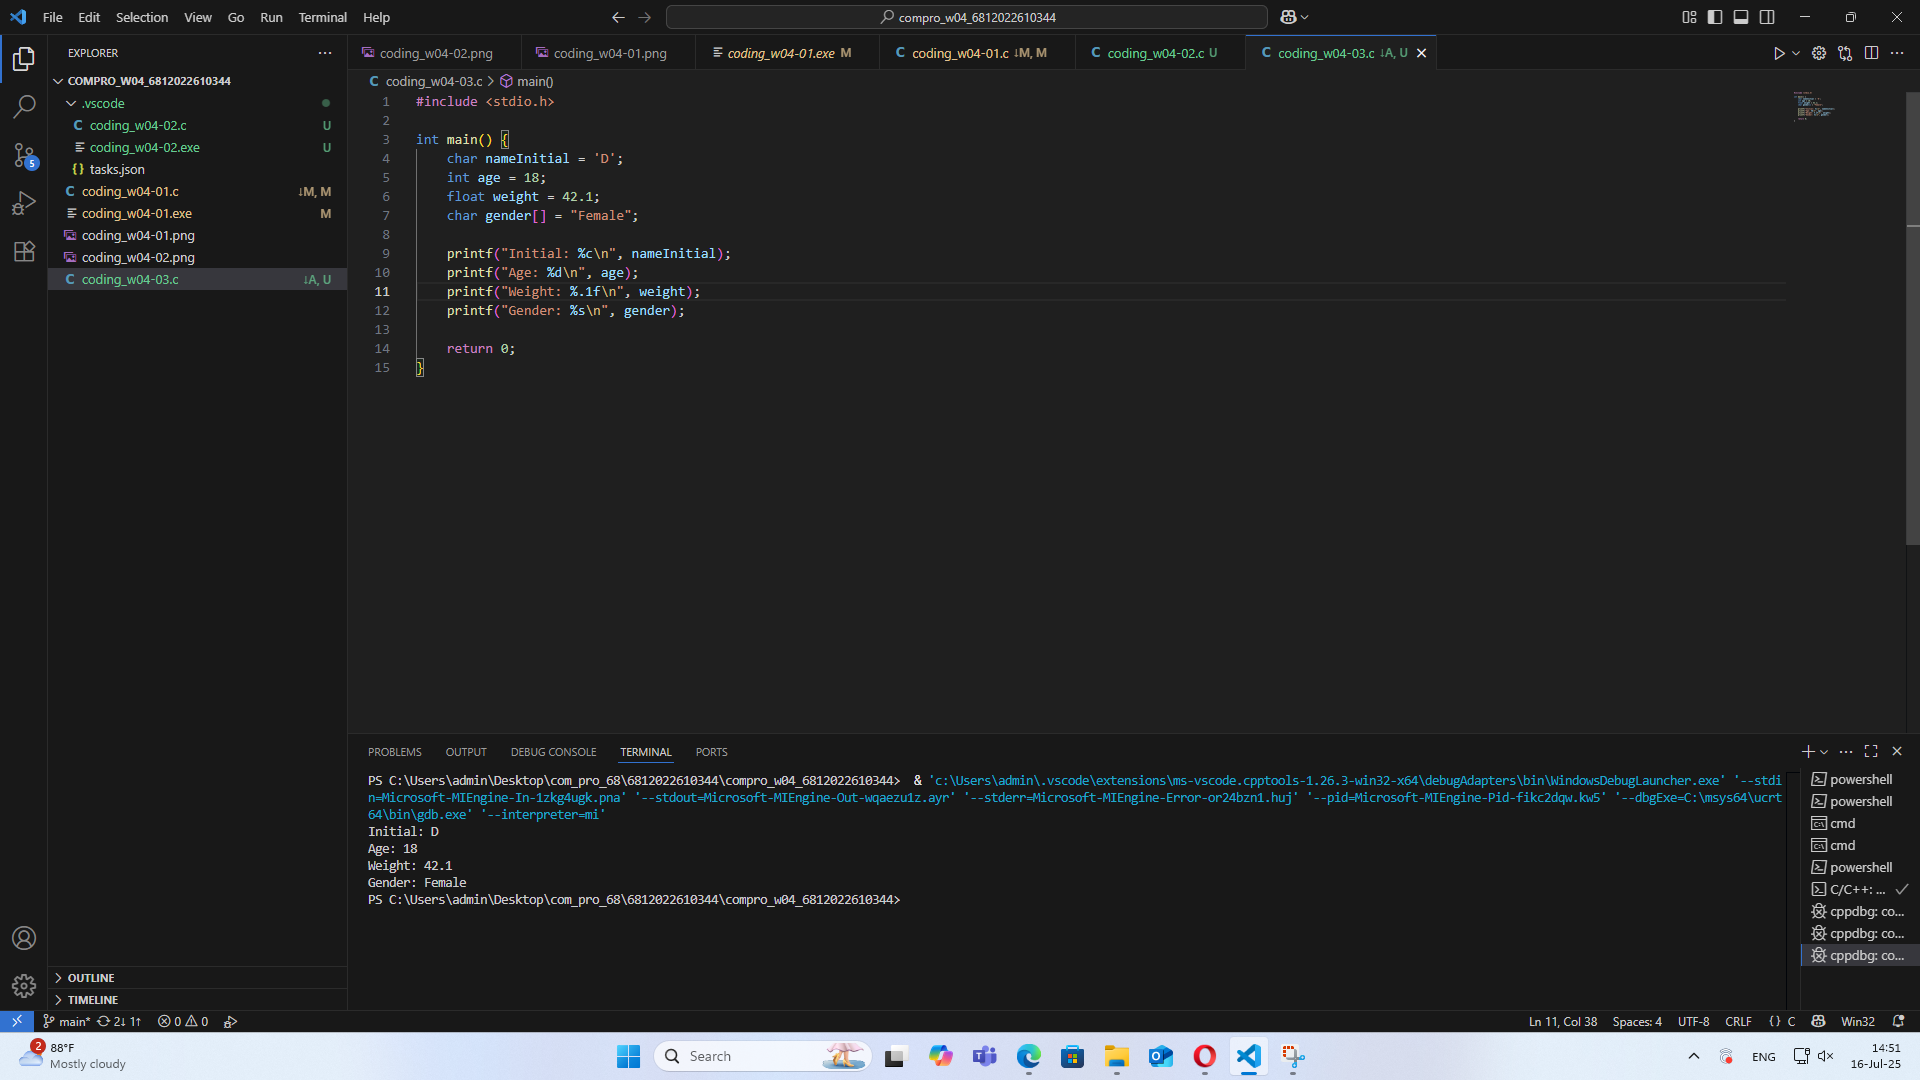 File Edit Selection View Go Run Terminal Help
compro_w04_6812022610344
EXPLORER
COMPRO_W04_6812022610344
.vscode
coding_w04-02.c U
coding_w04-02.exe U
tasks.json
coding_w04-01.c ↓M, M
coding_w04-01.exe M
coding_w04-01.png
coding_w04-02.png
coding_w04-03.c ↓A, U
OUTLINE
TIMELINE
coding_w04-02.png coding_w04-01.png coding_w04-01.exe M coding_w04-01.c ↓M, M coding_w04-02.c U coding_w04-03.c ↓A, U
coding_w04-03.c > main()
1 #include <stdio.h>
2
3 int main() {
4 char nameInitial = 'D';
5 int age = 18;
6 float weight = 42.1;
7 char gender[] = "Female";
8
9 printf("Initial: %c\n", nameInitial);
10 printf("Age: %d\n", age);
11 printf("Weight: %.1f\n", weight);
12 printf("Gender: %s\n", gender);
13
14 return 0;
15 }
PROBLEMS OUTPUT DEBUG CONSOLE TERMINAL PORTS
PS C:\Users\admin\Desktop\com_pro_68\6812022610344\compro_w04_6812022610344> & 'c:\Users\admin\.vscode\extensions\ms-vscode.cpptools-1.26.3-win32-x64\debugAdapters\bin\WindowsDebugLauncher.exe' '--stdi
n=Microsoft-MIEngine-In-1zkg4ugk.pna' '--stdout=Microsoft-MIEngine-Out-wqaezu1z.ayr' '--stderr=Microsoft-MIEngine-Error-or24bzn1.huj' '--pid=Microsoft-MIEngine-Pid-fikc2dqw.kw5' '--dbgExe=C:\msys64\ucrt
64\bin\gdb.exe' '--interpreter=mi'
Initial: D
Age: 18
Weight: 42.1
Gender: Female
PS C:\Users\admin\Desktop\com_pro_68\6812022610344\compro_w04_6812022610344>
powershell
powershell
cmd
cmd
powershell
C/C++: ...
cppdbg: co...
cppdbg: co...
cppdbg: co...
5
main* 2↓ 1↑ 0 0
Ln 11, Col 38 Spaces: 4 UTF-8 CRLF {} C Win32
2
88°F
Mostly cloudy
Search
ENG
14:51
16-Jul-25